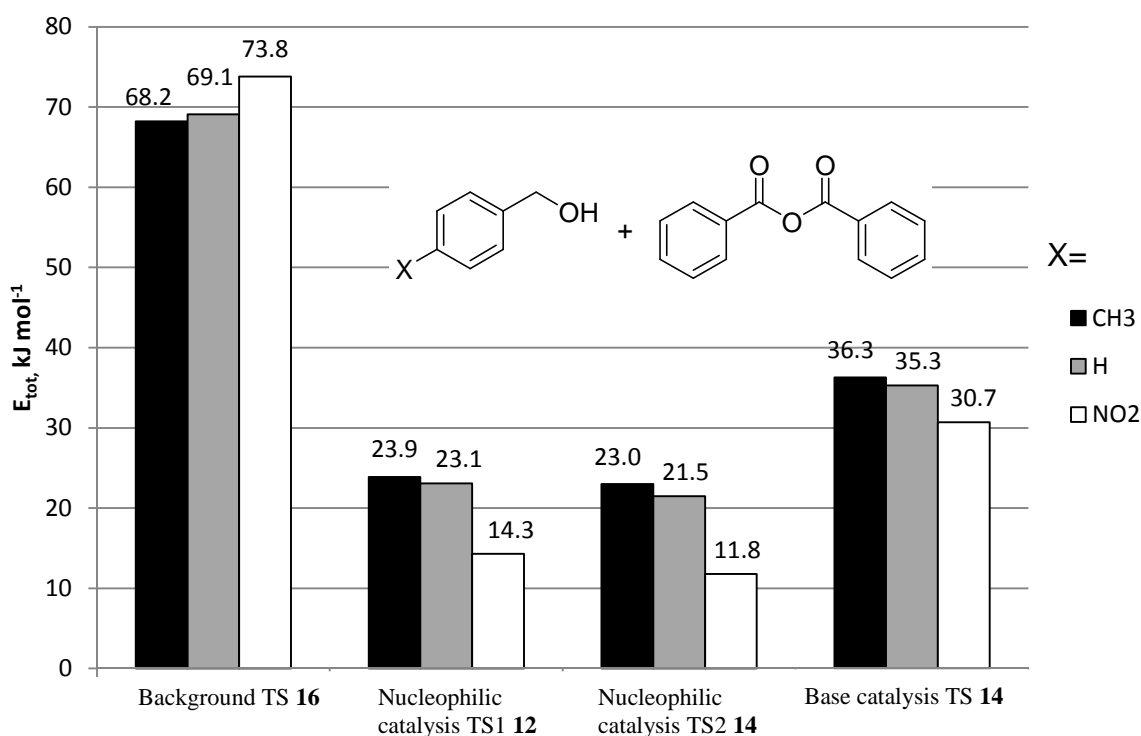 80
70
60
50
40
30
20
10
0
E_tot, kJ mol⁻¹
68.2
69.1
73.8
23.9
23.1
14.3
23.0
21.5
11.8
36.3
35.3
30.7
X
OH
+
O
O
O
X=
CH3
H
NO2
Background TS 16
Nucleophilic
catalysis TS1 12
Nucleophilic
catalysis TS2 14
Base catalysis TS 14